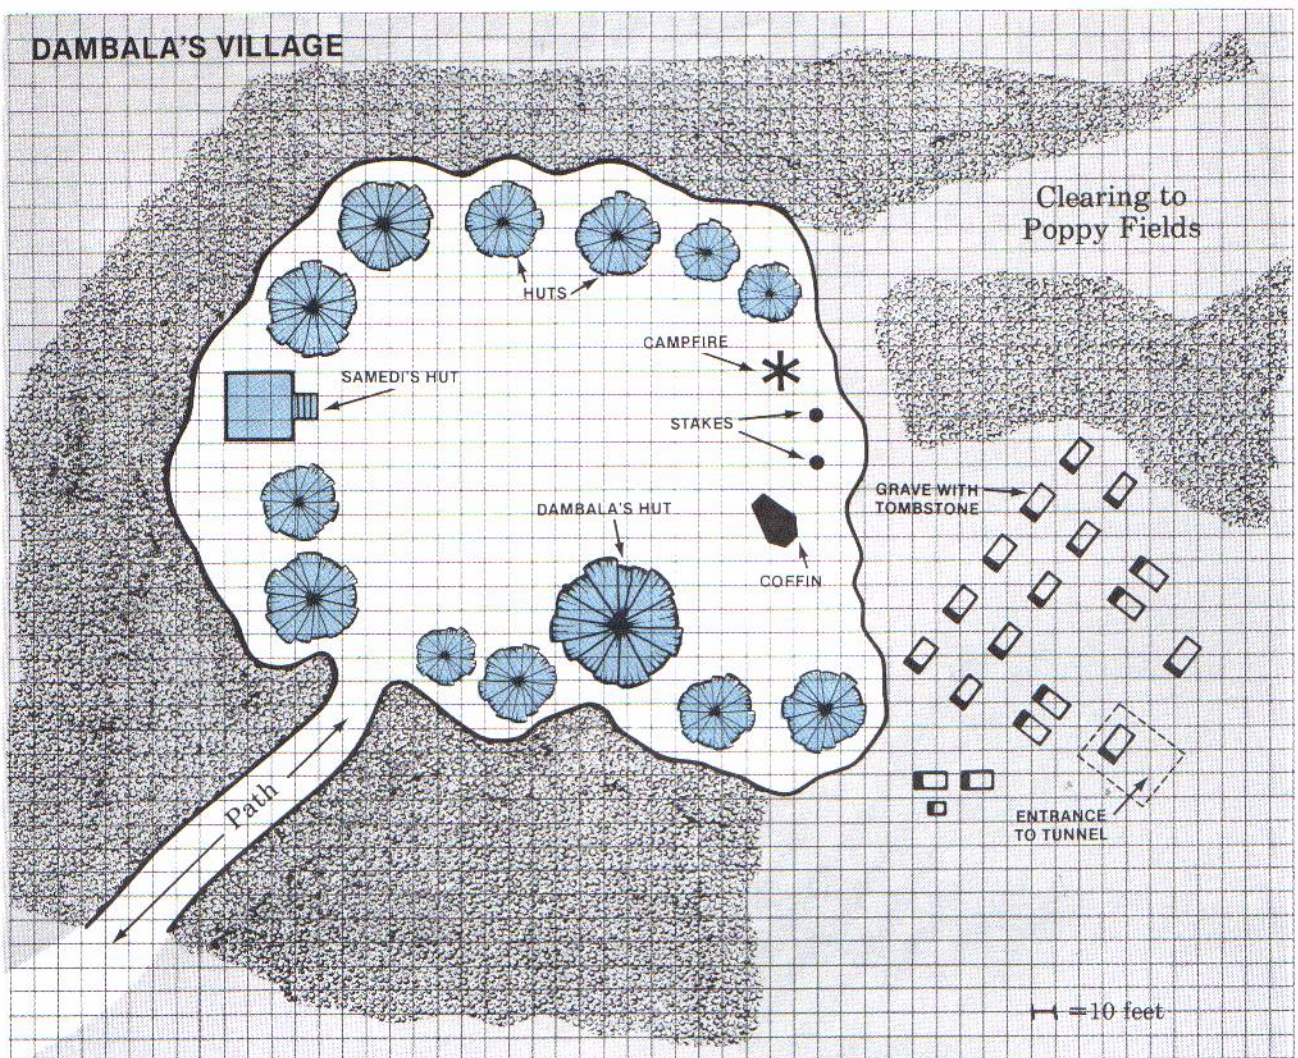 DAMBALA'S VILLAGE
Clearing to
Poppy Fields
HUTS
CAMPFIRE
SAMEDI'S HUT
STAKES
GRAVE WITH
TOMBSTONE
DAMBALA'S HUT
COFFIN
Path
ENTRANCE
TO TUNNEL
=10 feet